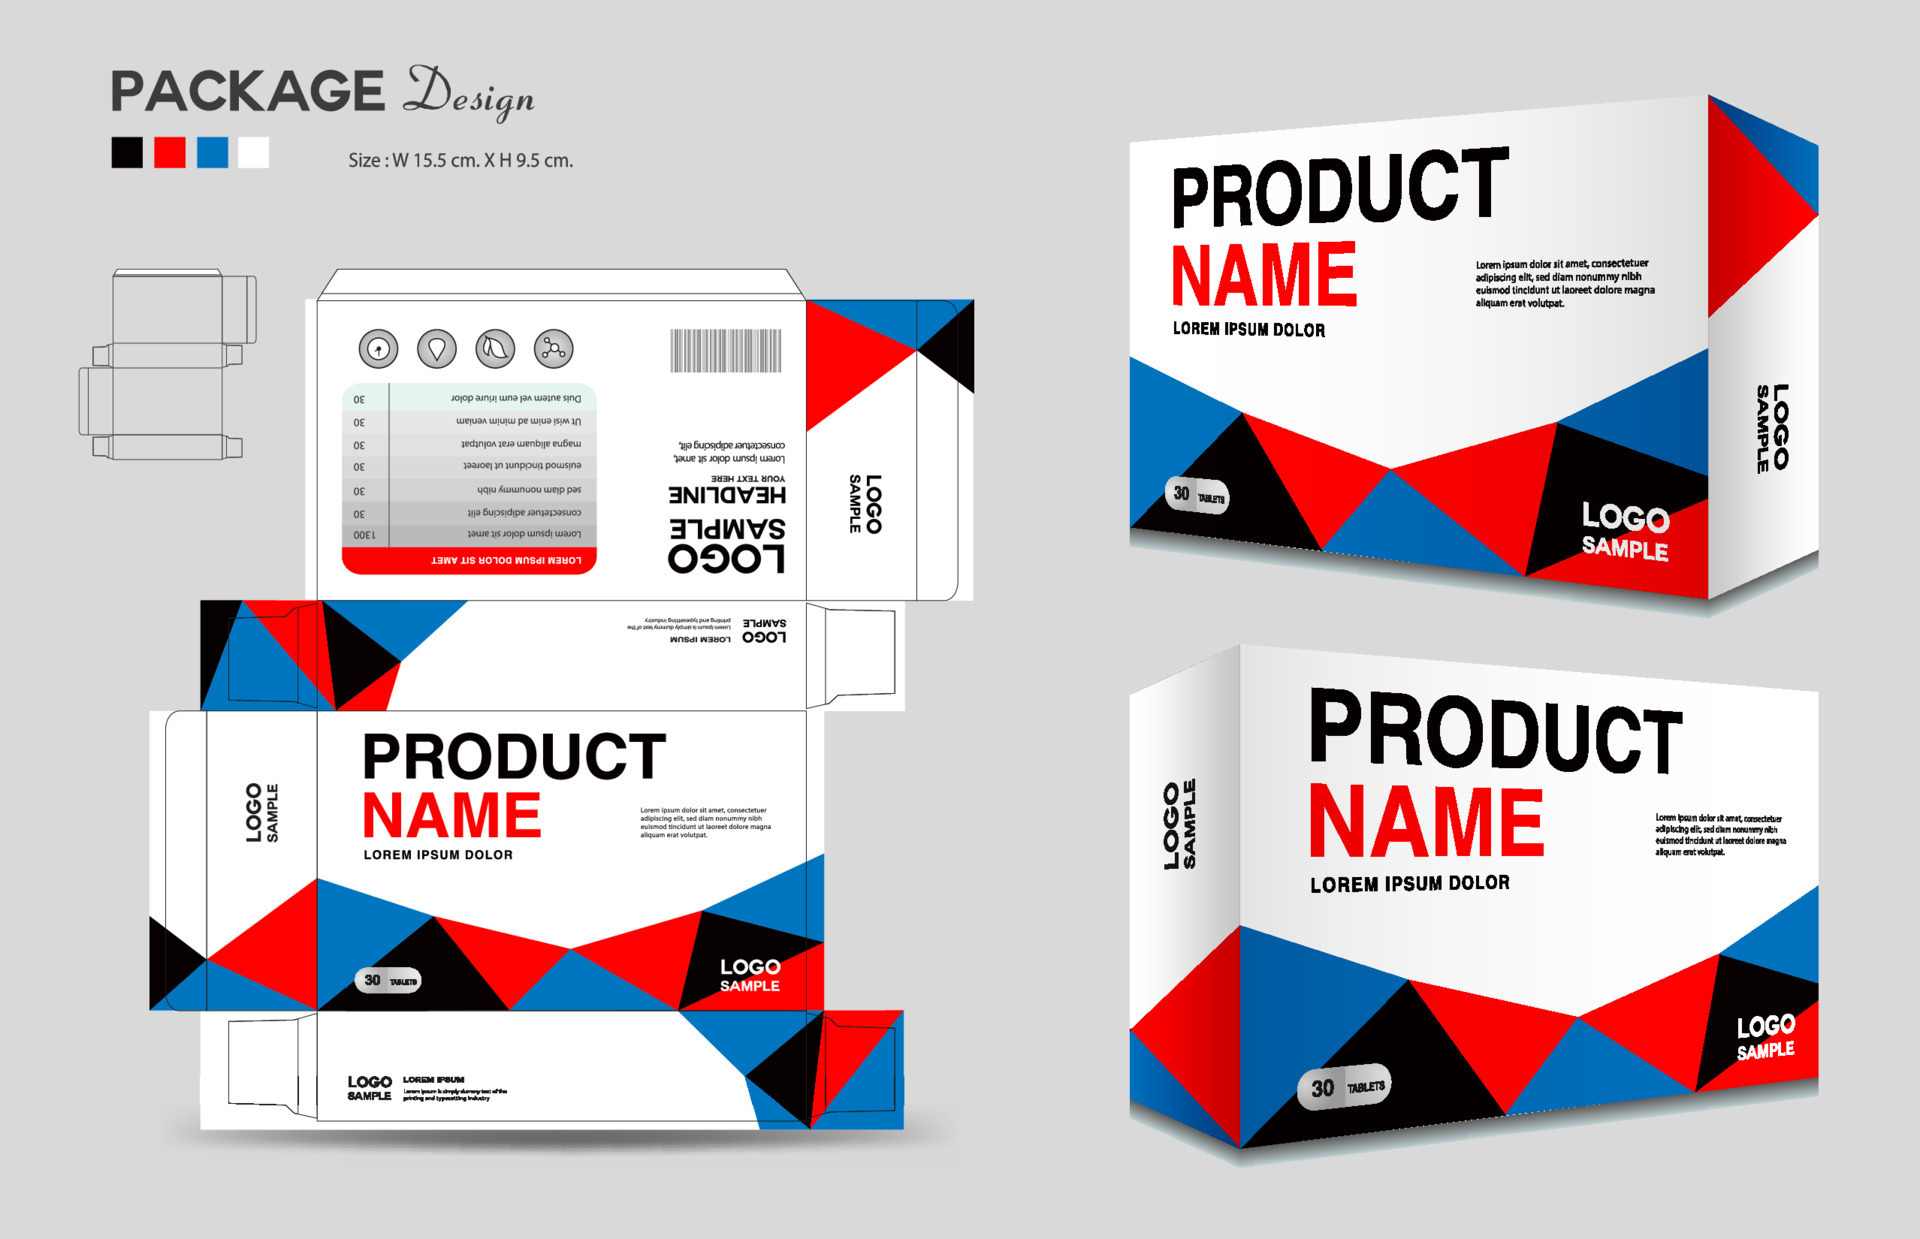 PACKAGE Design
Size : W 15.5 cm. X H 9.5 cm.
Duis autem vel eum iriure dolor 30
Ut wisi enim ad minim veniam 30
magna aliquam erat volutpat 30
euismod tincidunt ut laoreet 30
sed diam nonummy nibh 30
consectetuer adipiscing elit 30
Lorem ipsum dolor sit amet 1300
LOREM IPSUM DOLOR SIT AMET
LOGO
SAMPLE
HEADLINE
YOUR TEXT HERE
Lorem ipsum dolor sit amet,
consectetuer adipiscing elit,
LOGO
SAMPLE
LOGO
SAMPLE
LOREM IPSUM
Lorem Ipsum is simply dummy text of the
printing and typesetting industry
LOGO
SAMPLE
PRODUCT
NAME
LOREM IPSUM DOLOR
Lorem ipsum dolor sit amet, consectetuer
adipiscing elit, sed diam nonummy nibh
euismod tincidunt ut laoreet dolore magna
aliquam erat volutpat.
30 TABLETS
LOGO
SAMPLE
LOGO
SAMPLE
LOREM IPSUM
Lorem Ipsum is simply dummy text of the
printing and typesetting industry
PRODUCT
NAME
LOREM IPSUM DOLOR
Lorem ipsum dolor sit amet, consectetuer
adipiscing elit, sed diam nonummy nibh
euismod tincidunt ut laoreet dolore magna
aliquam erat volutpat.
30 TABLETS
LOGO
SAMPLE
LOGO
SAMPLE
LOGO
SAMPLE
PRODUCT
NAME
LOREM IPSUM DOLOR
Lorem ipsum dolor sit amet, consectetuer
adipiscing elit, sed diam nonummy nibh
euismod tincidunt ut laoreet dolore magna
aliquam erat volutpat.
30 TABLETS
LOGO
SAMPLE